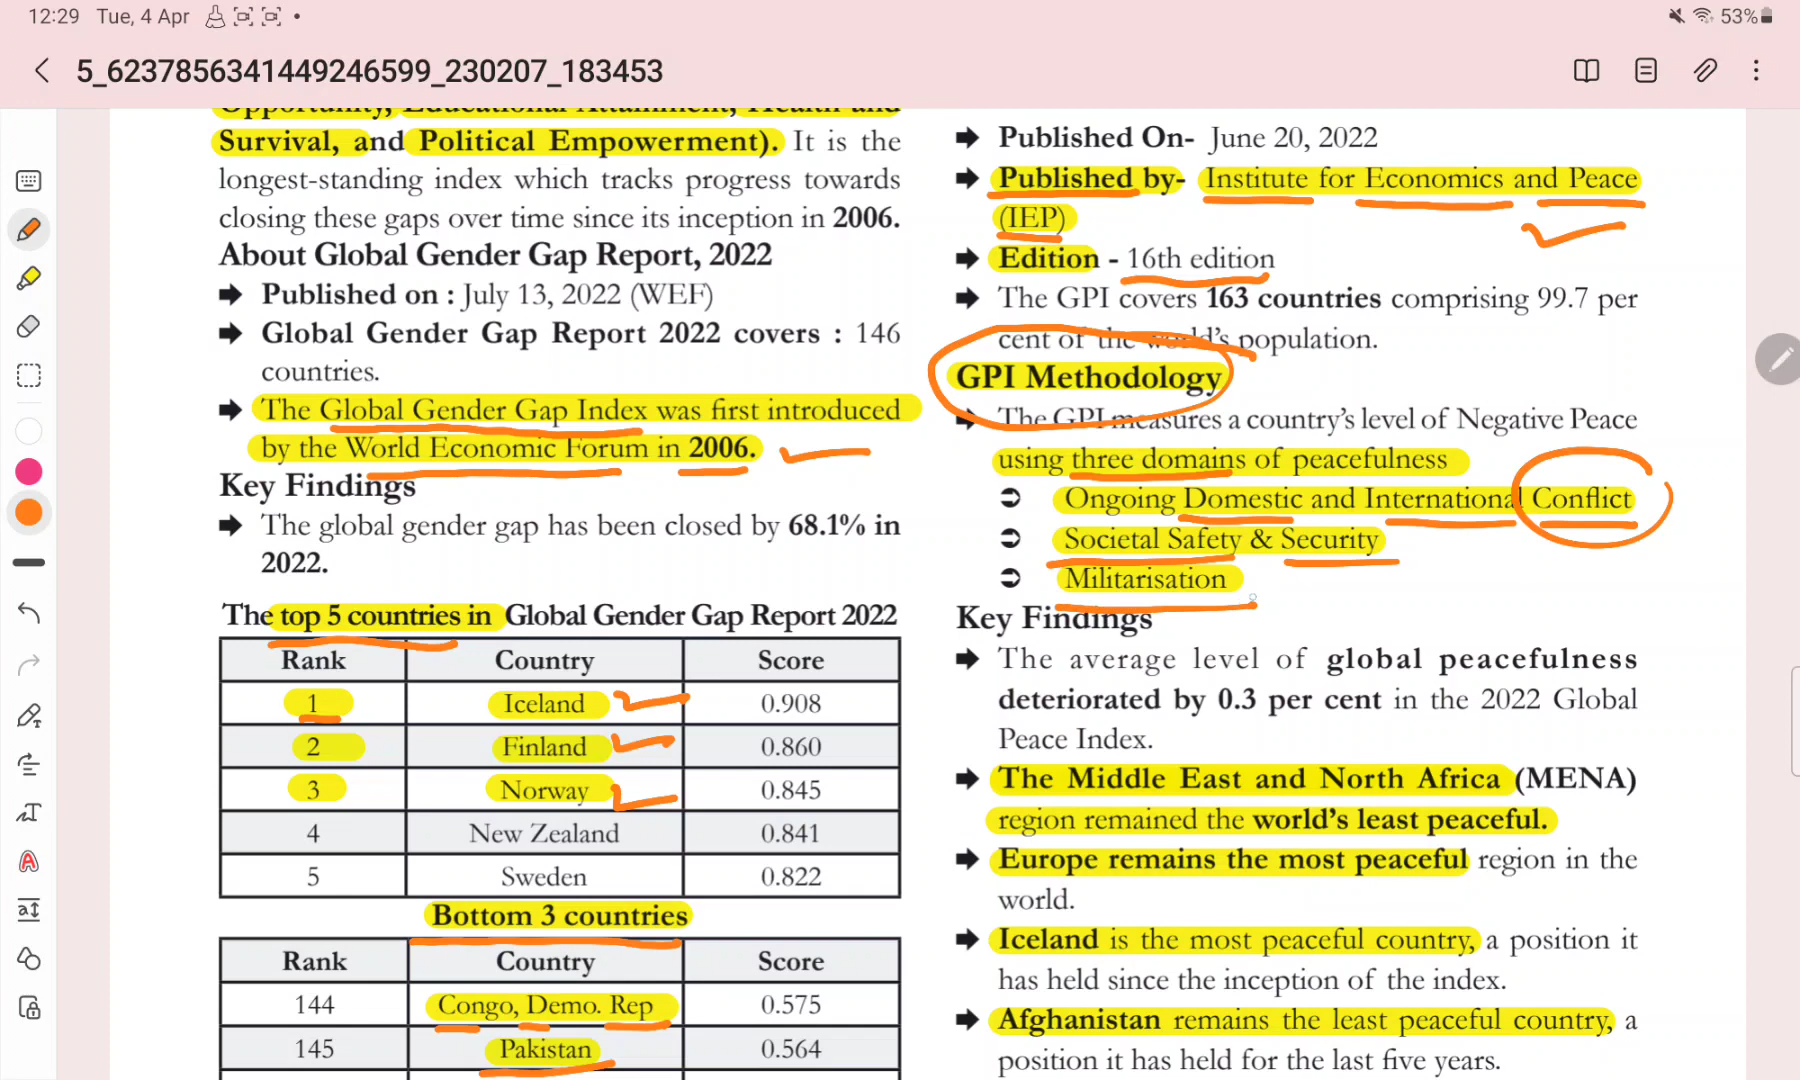 12:29 Tue, 4 Apr
53%
5_6237856341449246599_230207_183453
Opportunity, Educational Attainment, Health and
Survival, and Political Empowerment). It is the
longest-standing index which tracks progress towards
closing these gaps over time since its inception in 2006.
About Global Gender Gap Report, 2022
Published on : July 13, 2022 (WEF)
Global Gender Gap Report 2022 covers : 146
countries.
The Global Gender Gap Index was first introduced
by the World Economic Forum in 2006.
Key Findings
The global gender gap has been closed by 68.1% in
2022.
The top 5 countries in Global Gender Gap Report 2022
Rank Country Score
1 Iceland 0.908
2 Finland 0.860
3 Norway 0.845
4 New Zealand 0.841
5 Sweden 0.822
Bottom 3 countries
Rank Country Score
144 Congo, Demo. Rep 0.575
145 Pakistan 0.564
Published On- June 20, 2022
Published by- Institute for Economics and Peace
(IEP)
Edition - 16th edition
The GPI covers 163 countries comprising 99.7 per
cent of the world's population.
GPI Methodology
The GPI measures a country's level of Negative Peace
using three domains of peacefulness
Ongoing Domestic and International Conflict
Societal Safety & Security
Militarisation
Key Findings
The average level of global peacefulness
deteriorated by 0.3 per cent in the 2022 Global
Peace Index.
The Middle East and North Africa (MENA)
region remained the world's least peaceful.
Europe remains the most peaceful region in the
world.
Iceland is the most peaceful country, a position it
has held since the inception of the index.
Afghanistan remains the least peaceful country, a
position it has held for the last five years.